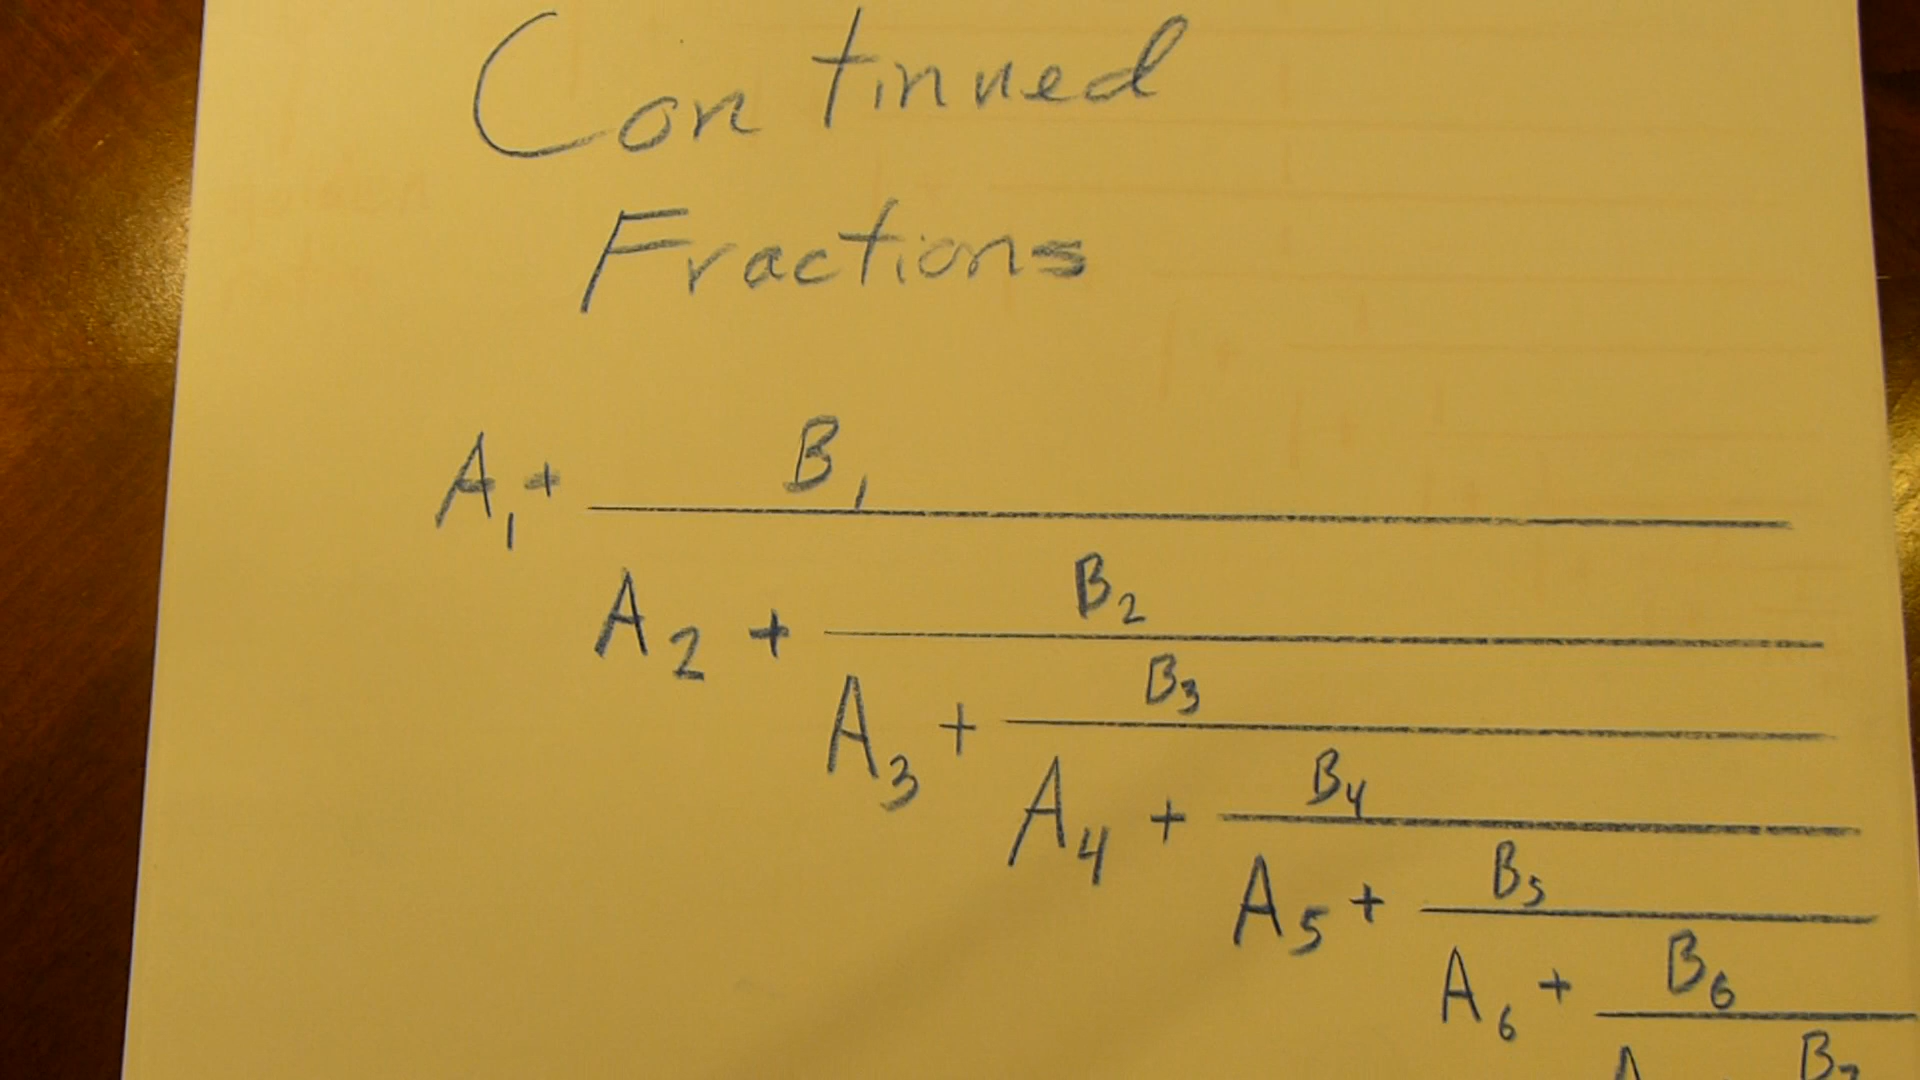 Continued
Fractions
A₁ + B₁
A₂ + B₂
A₃ + B₃
A₄ + B₄
A₅ + B₅
A₆ + B₆